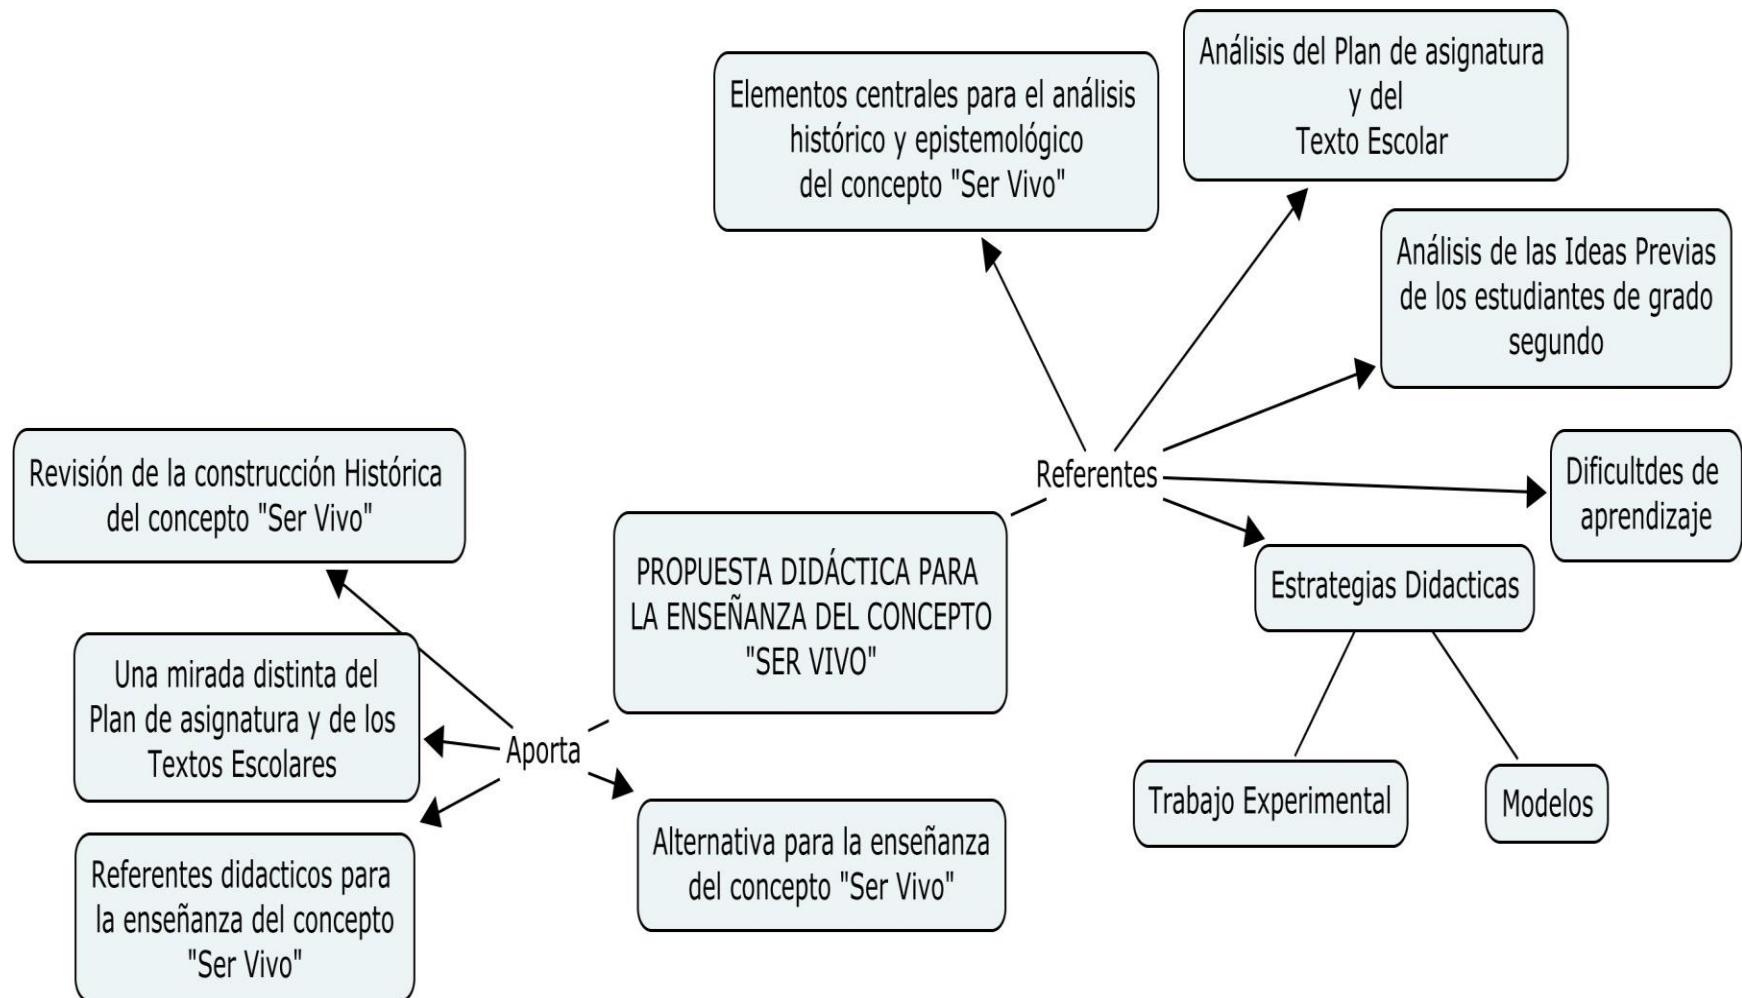 Análisis del Plan de asignatura
y del
Texto Escolar
Elementos centrales para el análisis
histórico y epistemológico
del concepto "Ser Vivo"
Análisis de las Ideas Previas
de los estudiantes de grado
segundo
Referentes
Dificultdes de
aprendizaje
Revisión de la construcción Histórica
del concepto "Ser Vivo"
PROPUESTA DIDÁCTICA PARA
LA ENSEÑANZA DEL CONCEPTO
"SER VIVO"
Estrategias Didacticas
Una mirada distinta del
Plan de asignatura y de los
Textos Escolares
Aporta
Trabajo Experimental
Modelos
Alternativa para la enseñanza
del concepto "Ser Vivo"
Referentes didacticos para
la enseñanza del concepto
"Ser Vivo"